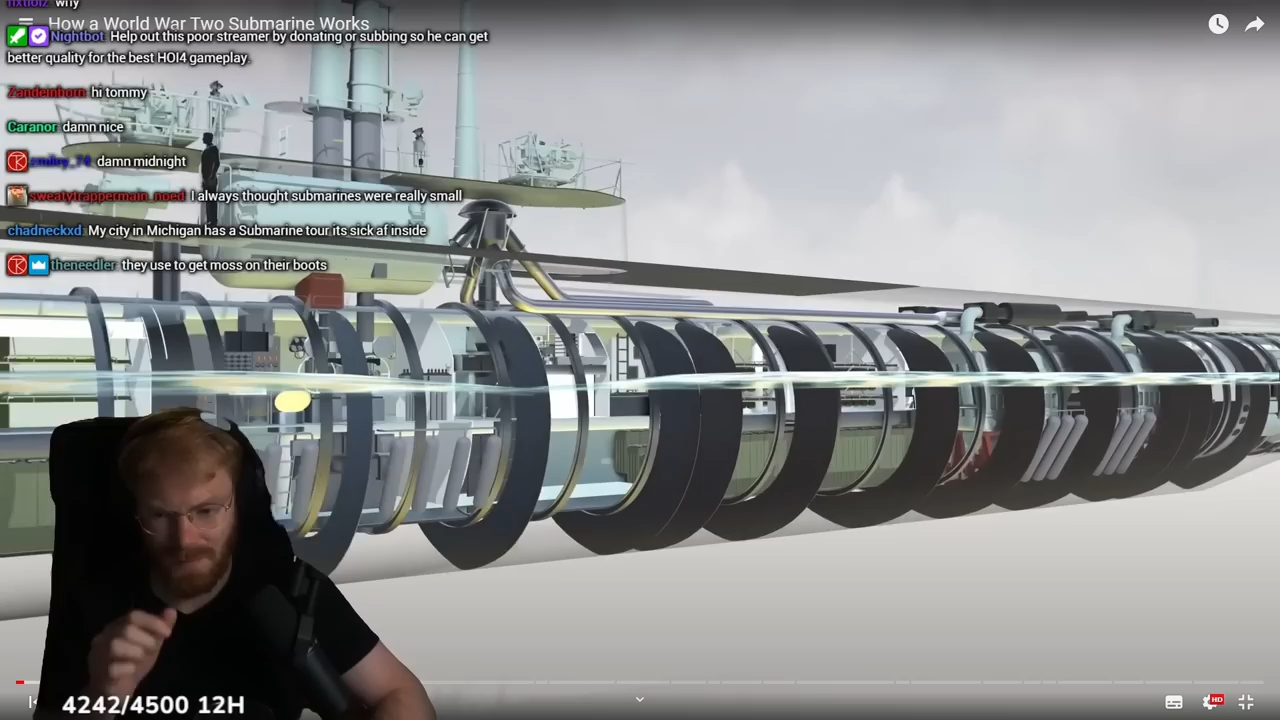 why
How a World War Two Submarine Works
Nightbot: Help out this poor streamer by donating or subbing so he can get
better quality for the best HOI4 gameplay.
Zandeinhorn: hi tommy
Caranor: damn nice
damn midnight
sweatytrappermain_noed: I always thought submarines were really small
chadneckxd: My city in Michigan has a Submarine tour its sick af inside
theneedler: they use to get moss on their boots
4242/4500 12H
HD